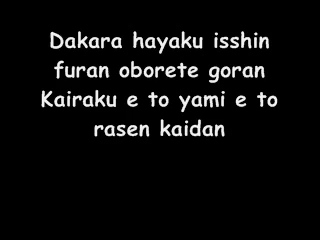 Dakara hayaku isshin
furan oborete goran
Kairaku e to yami e to
rasen kaidan